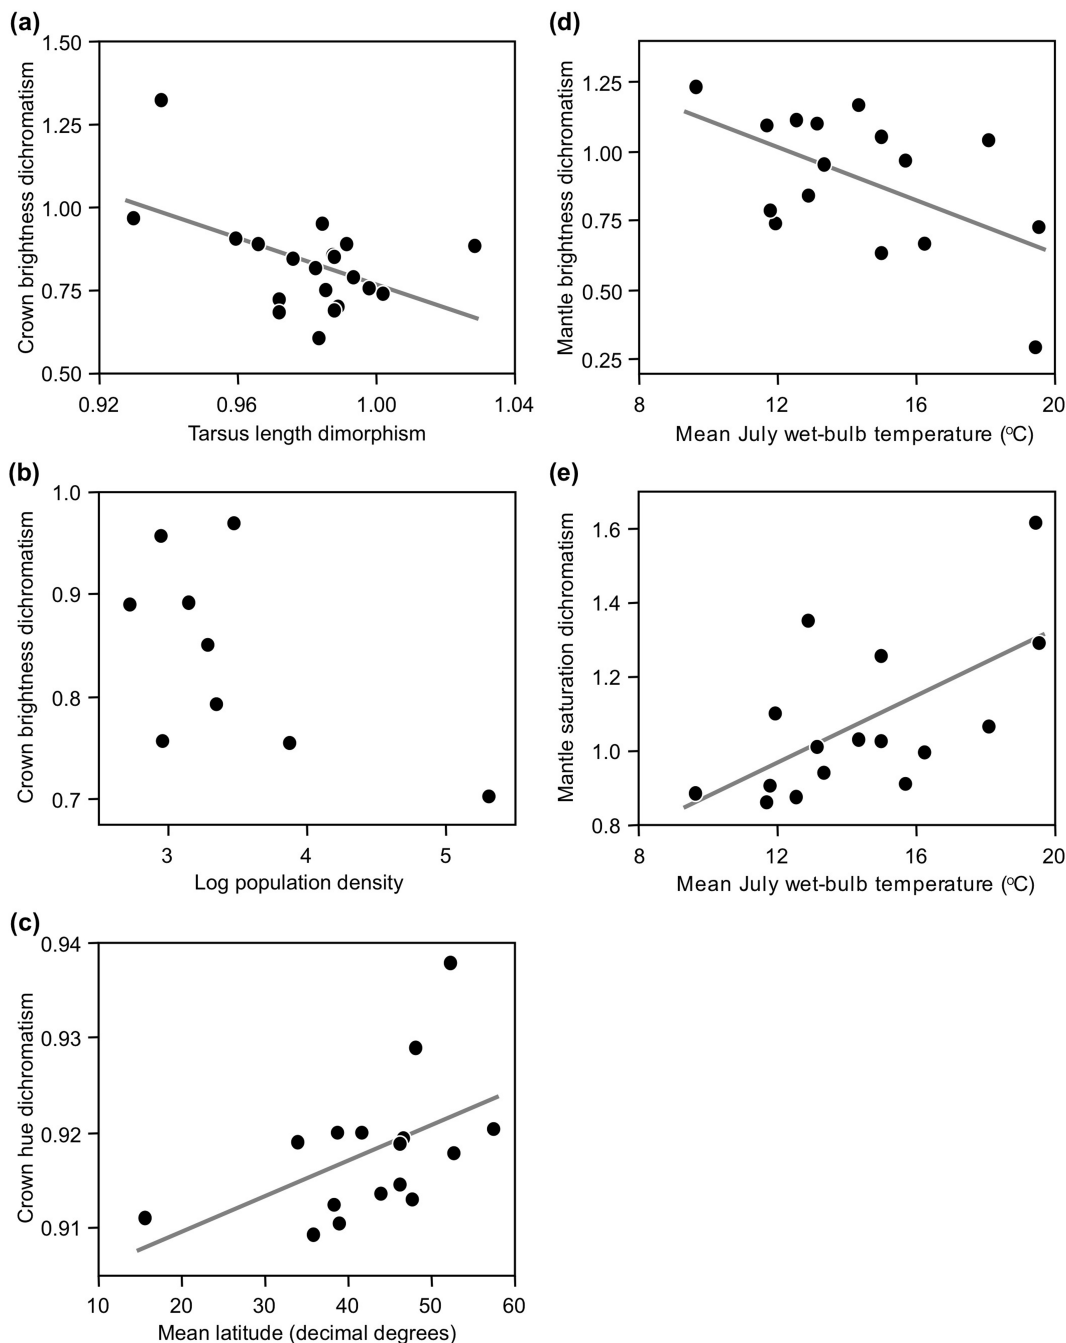 (a)
1.50
1.25
1.00
0.75
0.50
Crown brightness dichromatism
0.92 0.96 1.00 1.04
Tarsus length dimorphism
(b)
1.0
0.9
0.8
0.7
Crown brightness dichromatism
3 4 5
Log population density
(c)
0.94
0.93
0.92
0.91
Crown hue dichromatism
10 20 30 40 50 60
Mean latitude (decimal degrees)
(d)
1.25
1.00
0.75
0.50
0.25
Mantle brightness dichromatism
8 12 16 20
Mean July wet-bulb temperature (°C)
(e)
1.6
1.4
1.2
1.0
0.8
Mantle saturation dichromatism
8 12 16 20
Mean July wet-bulb temperature (°C)